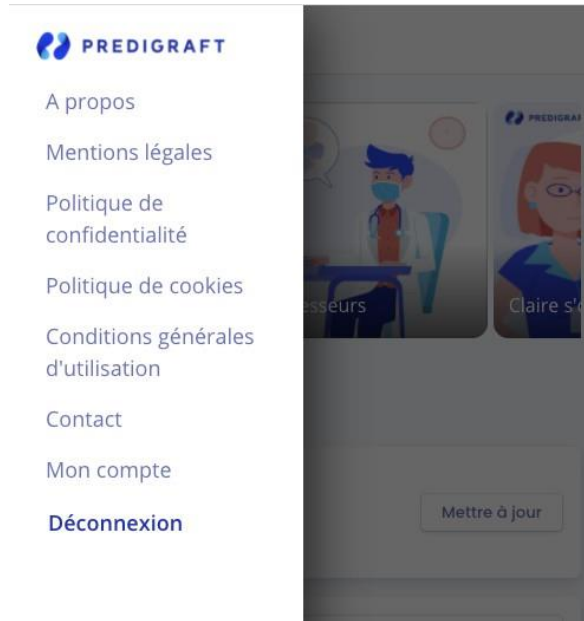 PREDIGRAFT
A propos
Mentions légales
Politique de
confidentialité
Politique de cookies
Conditions générales
d'utilisation
Contact
Mon compte
Déconnexion
Claire s'
Mettre à jour